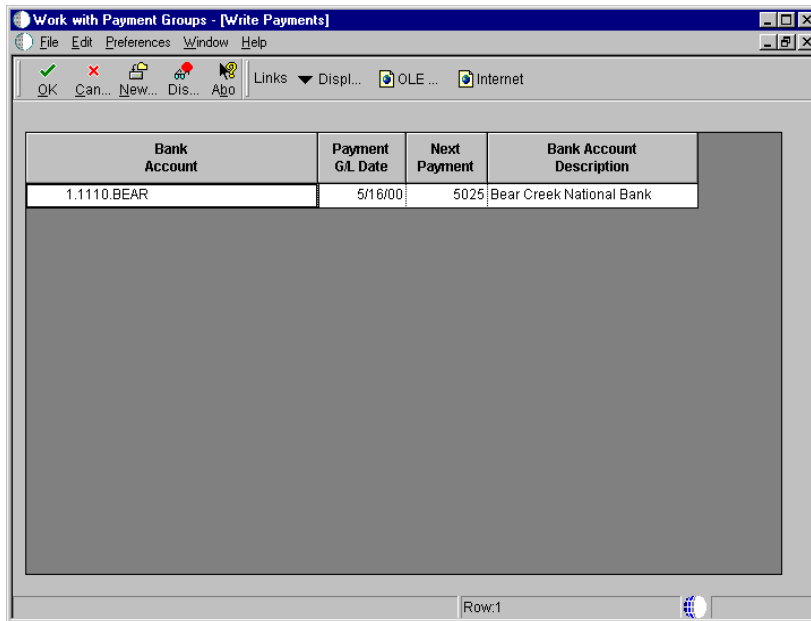 Work with Payment Groups - [Write Payments]
File Edit Preferences Window Help
OK Can... New... Dis... Abo Links Displ... OLE ... Internet
Bank Account Payment G/L Date Next Payment Bank Account Description
1.1110.BEAR 5/16/00 5025 Bear Creek National Bank
Row:1